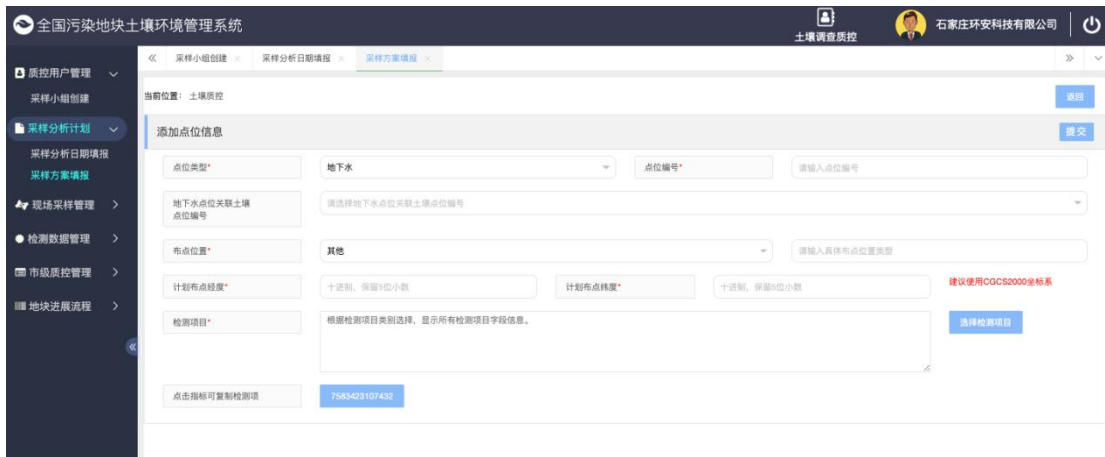 全国污染地块土壤环境管理系统
土壤调查质控
石家庄环安科技有限公司
质控用户管理
采样小组创建
采样分析计划
采样分析日期填报
采样方案填报
现场采样管理
检测数据管理
市级质控管理
地块进展流程
采样小组创建 × 采样分析日期填报 × 采样方案填报 ×
当前位置： 土壤质控
返回
添加点位信息
提交
点位类型* 地下水 点位编号* 请输入点位编号
地下水点位关联土壤 请选择地下水点位关联土壤点位编号
点位编号
布点位置* 其他 请输入具体布点位置类型
计划布点经度* 十进制，保留5位小数 计划布点纬度* 十进制，保留5位小数 建议使用CGCS2000坐标系
检测项目* 根据检测项目类别选择，显示所有检测项目字段信息。 选择检测项目
点击指标可复制检测项 7583423107432